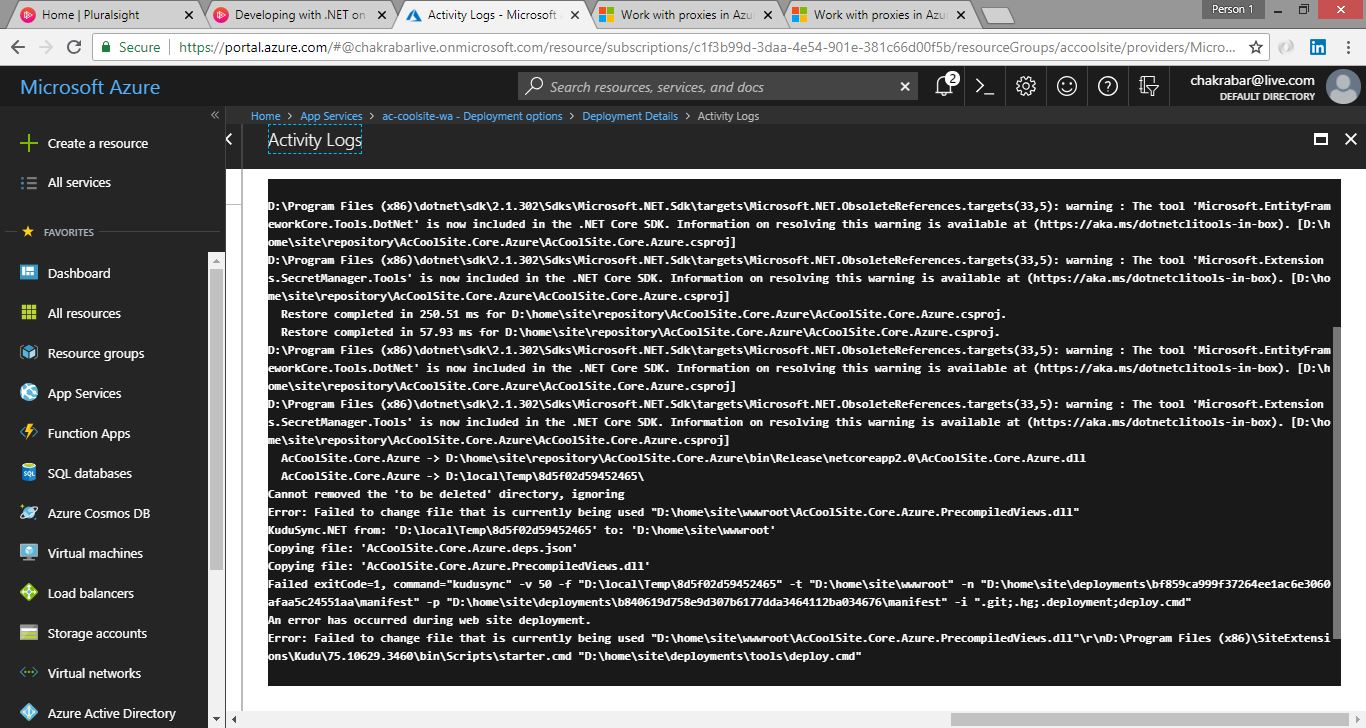 Home | Pluralsight
Developing with .NET on
Activity Logs - Microsoft
Work with proxies in Azu
Work with proxies in Azu
Person 1
Secure
https://portal.azure.com/#@chakrabarlive.onmicrosoft.com/resource/subscriptions/c1f3b99d-3daa-4e54-901e-381c66d00f5b/resourceGroups/accoolsite/providers/Micro...
Microsoft Azure
Search resources, services, and docs
2
chakrabar@live.com
DEFAULT DIRECTORY
Home > App Services > ac-coolsite-wa - Deployment options > Deployment Details > Activity Logs
Activity Logs
Create a resource
All services
FAVORITES
Dashboard
All resources
Resource groups
App Services
Function Apps
SQL databases
Azure Cosmos DB
Virtual machines
Load balancers
Storage accounts
Virtual networks
Azure Active Directory
D:\Program Files (x86)\dotnet\sdk\2.1.302\Sdks\Microsoft.NET.Sdk\targets\Microsoft.NET.ObsoleteReferences.targets(33,5): warning : The tool 'Microsoft.EntityFram
eworkCore.Tools.DotNet' is now included in the .NET Core SDK. Information on resolving this warning is available at (https://aka.ms/dotnetclitools-in-box). [D:\h
ome\site\repository\AcCoolSite.Core.Azure\AcCoolSite.Core.Azure.csproj]
D:\Program Files (x86)\dotnet\sdk\2.1.302\Sdks\Microsoft.NET.Sdk\targets\Microsoft.NET.ObsoleteReferences.targets(33,5): warning : The tool 'Microsoft.Extension
s.SecretManager.Tools' is now included in the .NET Core SDK. Information on resolving this warning is available at (https://aka.ms/dotnetclitools-in-box). [D:\ho
me\site\repository\AcCoolSite.Core.Azure\AcCoolSite.Core.Azure.csproj]
Restore completed in 250.51 ms for D:\home\site\repository\AcCoolSite.Core.Azure\AcCoolSite.Core.Azure.csproj.
Restore completed in 57.93 ms for D:\home\site\repository\AcCoolSite.Core.Azure\AcCoolSite.Core.Azure.csproj.
D:\Program Files (x86)\dotnet\sdk\2.1.302\Sdks\Microsoft.NET.Sdk\targets\Microsoft.NET.ObsoleteReferences.targets(33,5): warning : The tool 'Microsoft.EntityFram
eworkCore.Tools.DotNet' is now included in the .NET Core SDK. Information on resolving this warning is available at (https://aka.ms/dotnetclitools-in-box). [D:\h
ome\site\repository\AcCoolSite.Core.Azure\AcCoolSite.Core.Azure.csproj]
D:\Program Files (x86)\dotnet\sdk\2.1.302\Sdks\Microsoft.NET.Sdk\targets\Microsoft.NET.ObsoleteReferences.targets(33,5): warning : The tool 'Microsoft.Extension
s.SecretManager.Tools' is now included in the .NET Core SDK. Information on resolving this warning is available at (https://aka.ms/dotnetclitools-in-box). [D:\ho
me\site\repository\AcCoolSite.Core.Azure\AcCoolSite.Core.Azure.csproj]
AcCoolSite.Core.Azure -> D:\home\site\repository\AcCoolSite.Core.Azure\bin\Release\netcoreapp2.0\AcCoolSite.Core.Azure.dll
AcCoolSite.Core.Azure -> D:\local\Temp\8d5f02d59452465\
Cannot removed the 'to be deleted' directory, ignoring
Error: Failed to change file that is currently being used "D:\home\site\wwwroot\AcCoolSite.Core.Azure.PrecompiledViews.dll"
KuduSync.NET from: 'D:\local\Temp\8d5f02d59452465' to: 'D:\home\site\wwwroot'
Copying file: 'AcCoolSite.Core.Azure.deps.json'
Copying file: 'AcCoolSite.Core.Azure.PrecompiledViews.dll'
Failed exitCode=1, command="kudusync" -v 50 -f "D:\local\Temp\8d5f02d59452465" -t "D:\home\site\wwwroot" -n "D:\home\site\deployments\bf859ca999f37264ee1ac6e3060
afaa5c24551aa\manifest" -p "D:\home\site\deployments\b840619d758e9d307b6177dda3464112ba034676\manifest" -i ".git;.hg;.deployment;deploy.cmd"
An error has occurred during web site deployment.
Error: Failed to change file that is currently being used "D:\home\site\wwwroot\AcCoolSite.Core.Azure.PrecompiledViews.dll"\r\nD:\Program Files (x86)\SiteExtensi
ons\Kudu\75.10629.3460\bin\Scripts\starter.cmd "D:\home\site\deployments\tools\deploy.cmd"